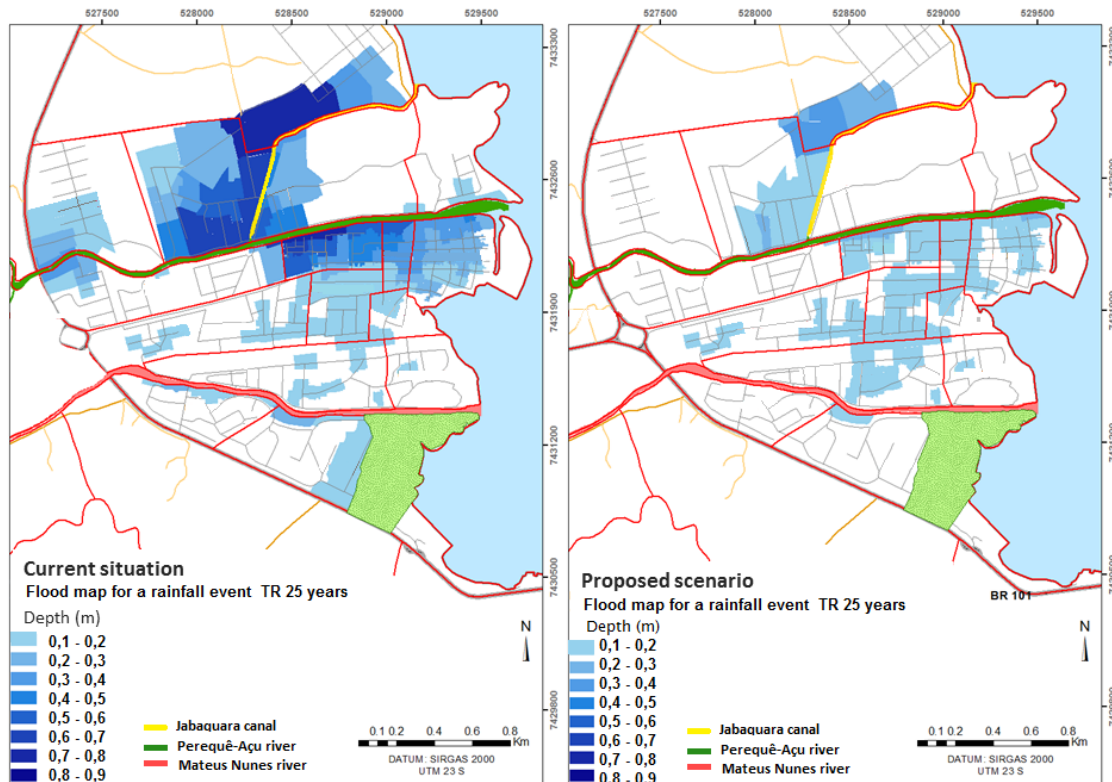 527500 528000 528500 529000 529500
527500 528000 528500 529000 529500
7433300
7432600
7431900
7431200
7430500
7429800
Current situation
Flood map for a rainfall event TR 25 years
Depth (m)
0,1 - 0,2
0,2 - 0,3
0,3 - 0,4
0,4 - 0,5
0,5 - 0,6
0,6 - 0,7
0,7 - 0,8
0,8 - 0,9
Jabaquara canal
Perequê-Açu river
Mateus Nunes river
N
0.1 0.2 0.4 0.6 0.8
Km
DATUM: SIRGAS 2000
UTM 23 S
Proposed scenario
Flood map for a rainfall event TR 25 years
BR 101
Depth (m)
0,1 - 0,2
0,2 - 0,3
0,3 - 0,4
0,4 - 0,5
0,5 - 0,6
0,6 - 0,7
0,7 - 0,8
0,8 - 0,9
Jabaquara canal
Perequê-Açu river
Mateus Nunes river
N
0.1 0.2 0.4 0.6 0.8
Km
DATUM: SIRGAS 2000
UTM 23 S